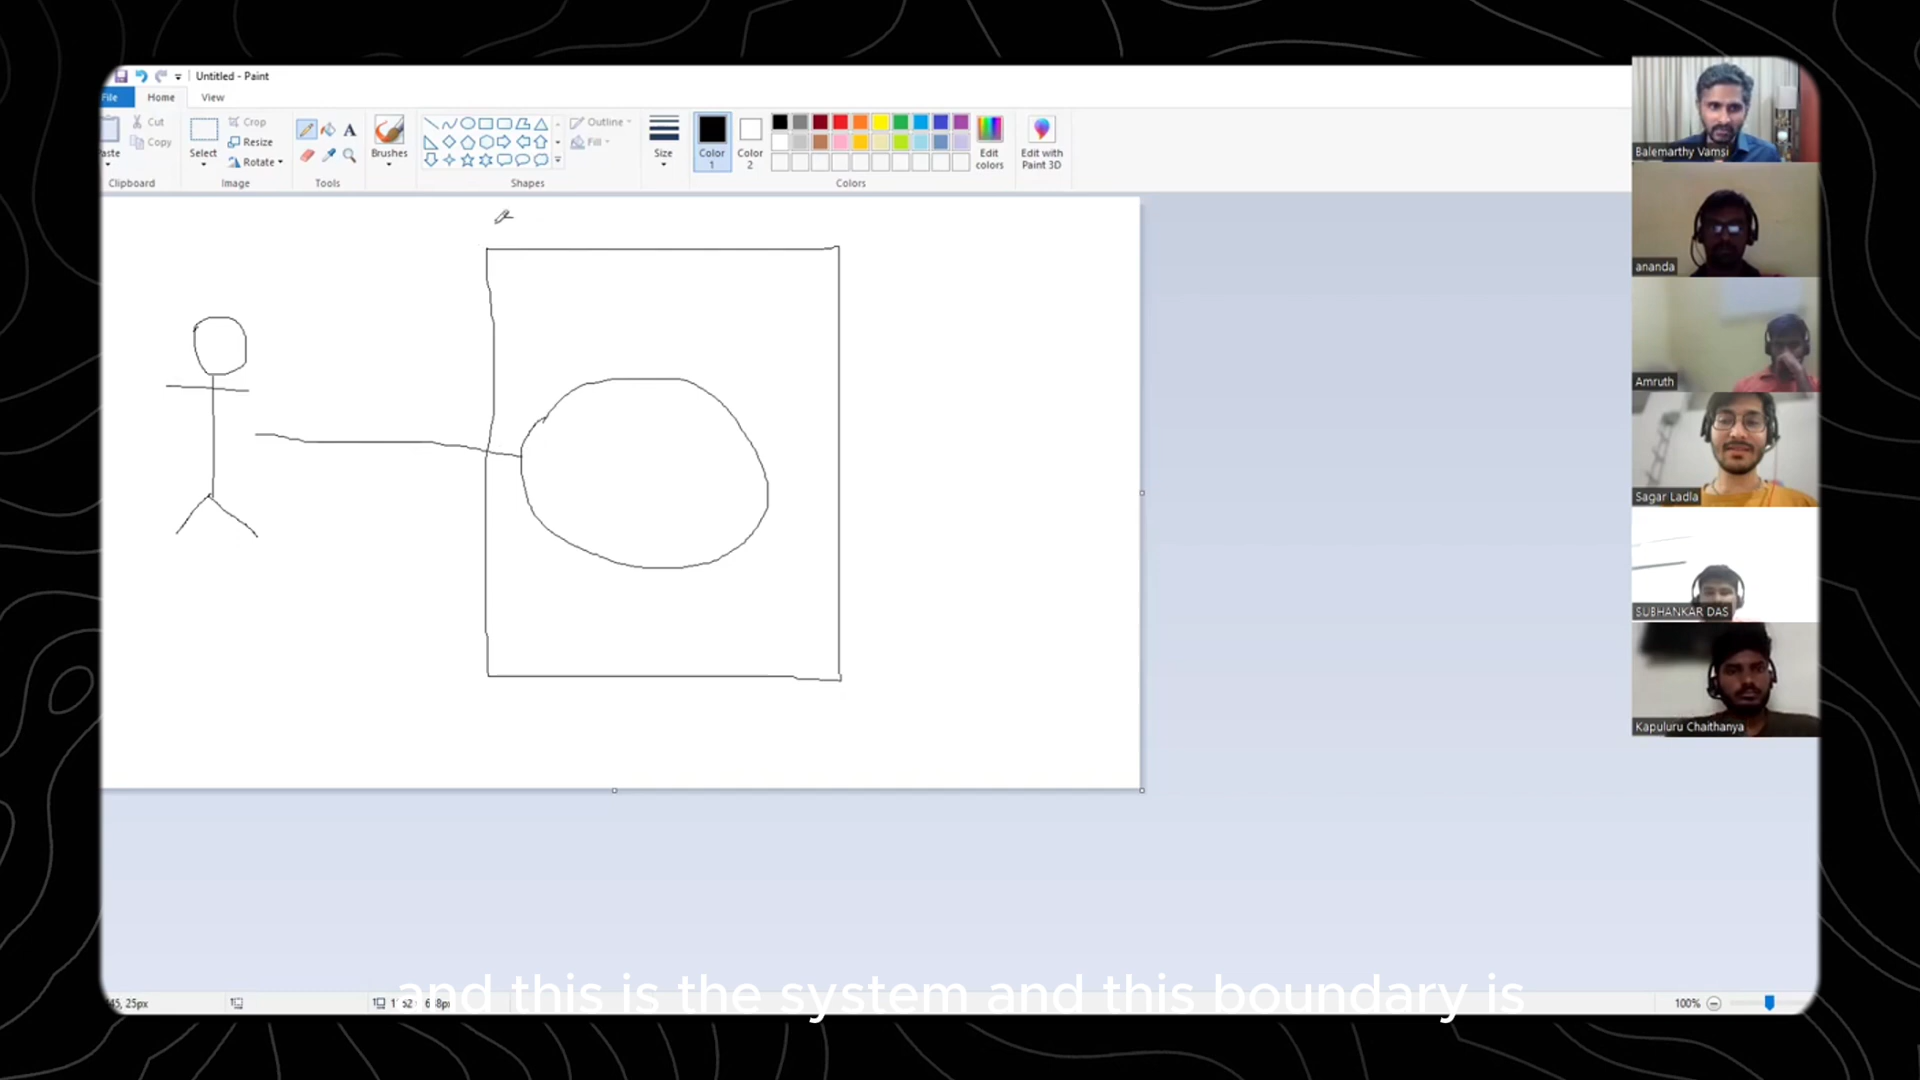 Untitled - Paint
File
Home
View
Cut
Copy
Clipboard
Select
Crop
Resize
Rotate
Image
Tools
Brushes
Shapes
Outline
Fill
Size
Color
1
Color
2
Edit
colors
Colors
Edit with
Paint 3D
Balemarthy Vamsi
ananda
Amruth
Sagar Ladla
SUBHANKAR DAS
Kapuluru Chaithanya
and this is the system and this boundary is
25px
100%